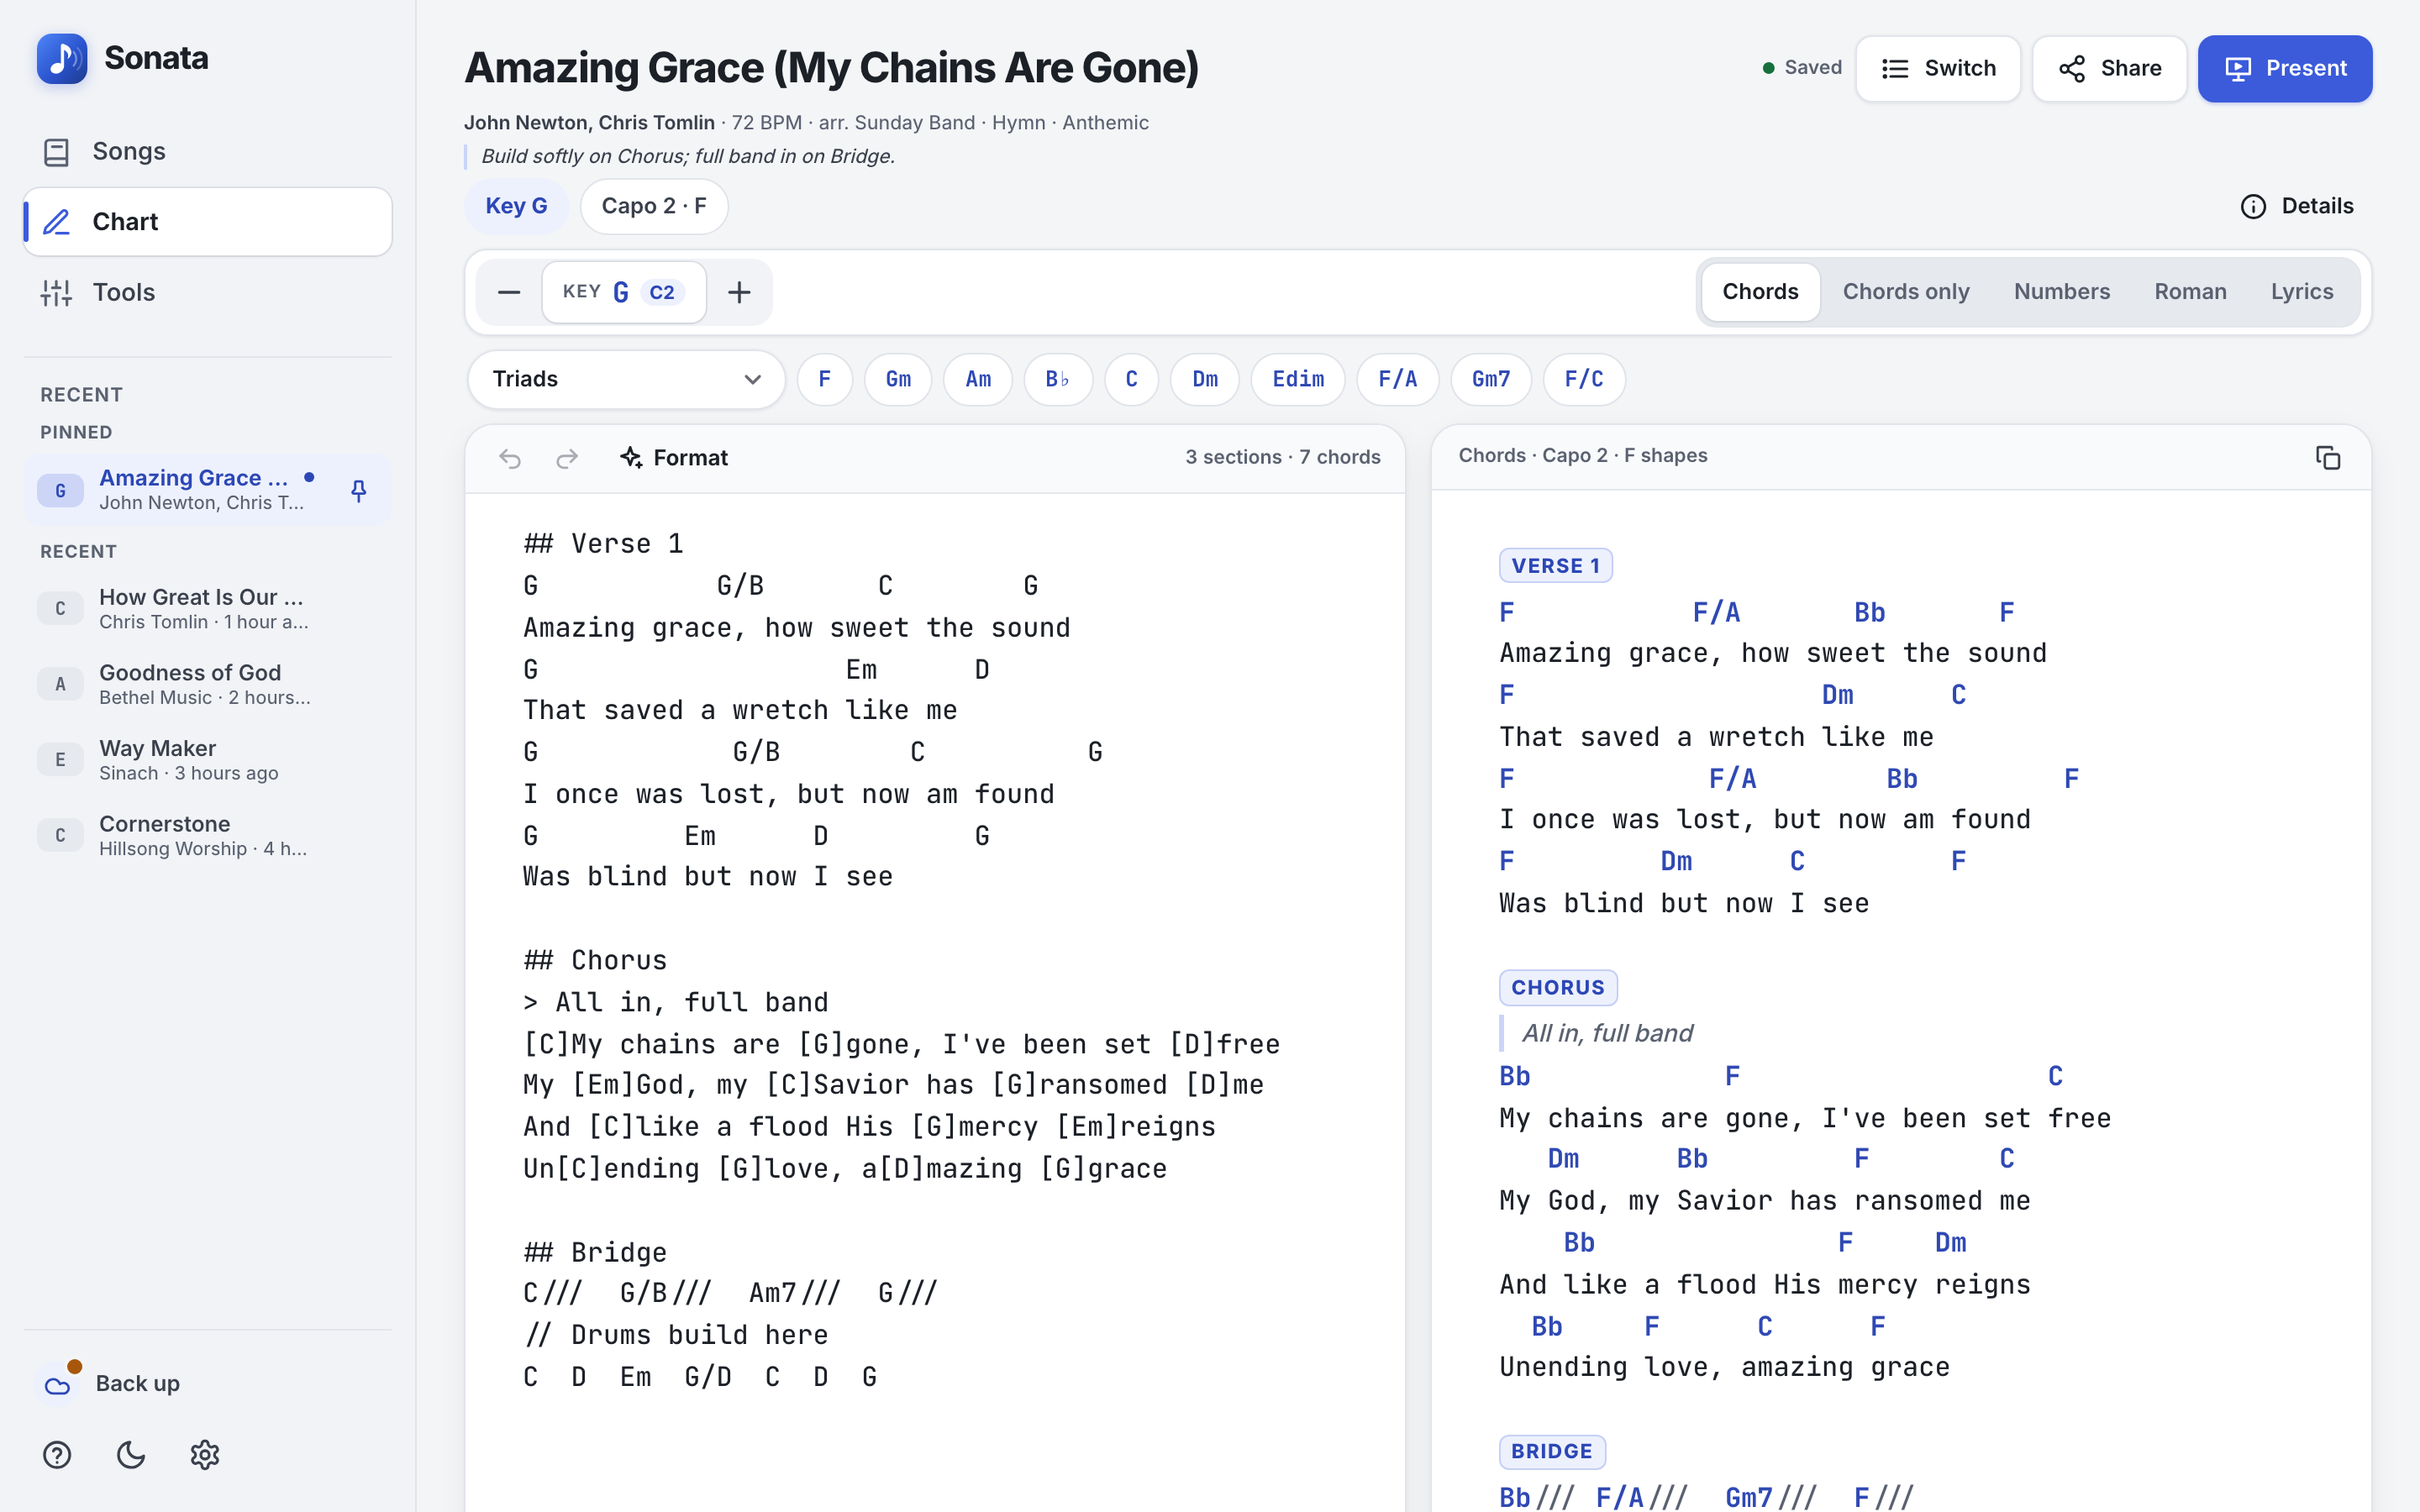 Sonata
Songs
Chart
Tools
RECENT
PINNED
G
Amazing Grace ...
John Newton, Chris T...
RECENT
C
How Great Is Our ...
Chris Tomlin · 1 hour a...
A
Goodness of God
Bethel Music · 2 hours...
E
Way Maker
Sinach · 3 hours ago
C
Cornerstone
Hillsong Worship · 4 h...
Back up
Amazing Grace (My Chains Are Gone)
Saved
Switch
Share
Present
John Newton, Chris Tomlin · 72 BPM · arr. Sunday Band · Hymn · Anthemic
Build softly on Chorus; full band in on Bridge.
Key G
Capo 2 · F
Details
− KEY G C2 +
Chords Chords only Numbers Roman Lyrics
Triads
F Gm Am B♭ C Dm Edim F/A Gm7 F/C
Format
3 sections · 7 chords
## Verse 1
G           G/B       C        G
Amazing grace, how sweet the sound
G                   Em      D
That saved a wretch like me
G            G/B        C          G
I once was lost, but now am found
G         Em      D         G
Was blind but now I see
## Chorus
> All in, full band
[C]My chains are [G]gone, I've been set [D]free
My [Em]God, my [C]Savior has [G]ransomed [D]me
And [C]like a flood His [G]mercy [Em]reigns
Un[C]ending [G]love, a[D]mazing [G]grace
## Bridge
C///  G/B///  Am7///  G///
// Drums build here
C  D  Em  G/D  C  D  G
Chords · Capo 2 · F shapes
VERSE 1
F           F/A       Bb       F
Amazing grace, how sweet the sound
F                   Dm      C
That saved a wretch like me
F            F/A        Bb         F
I once was lost, but now am found
F         Dm      C         F
Was blind but now I see
CHORUS
All in, full band
Bb            F                   C
My chains are gone, I've been set free
   Dm      Bb         F        C
My God, my Savior has ransomed me
    Bb               F     Dm
And like a flood His mercy reigns
  Bb     F      C      F
Unending love, amazing grace
BRIDGE
Bb/// F/A///  Gm7///  F///